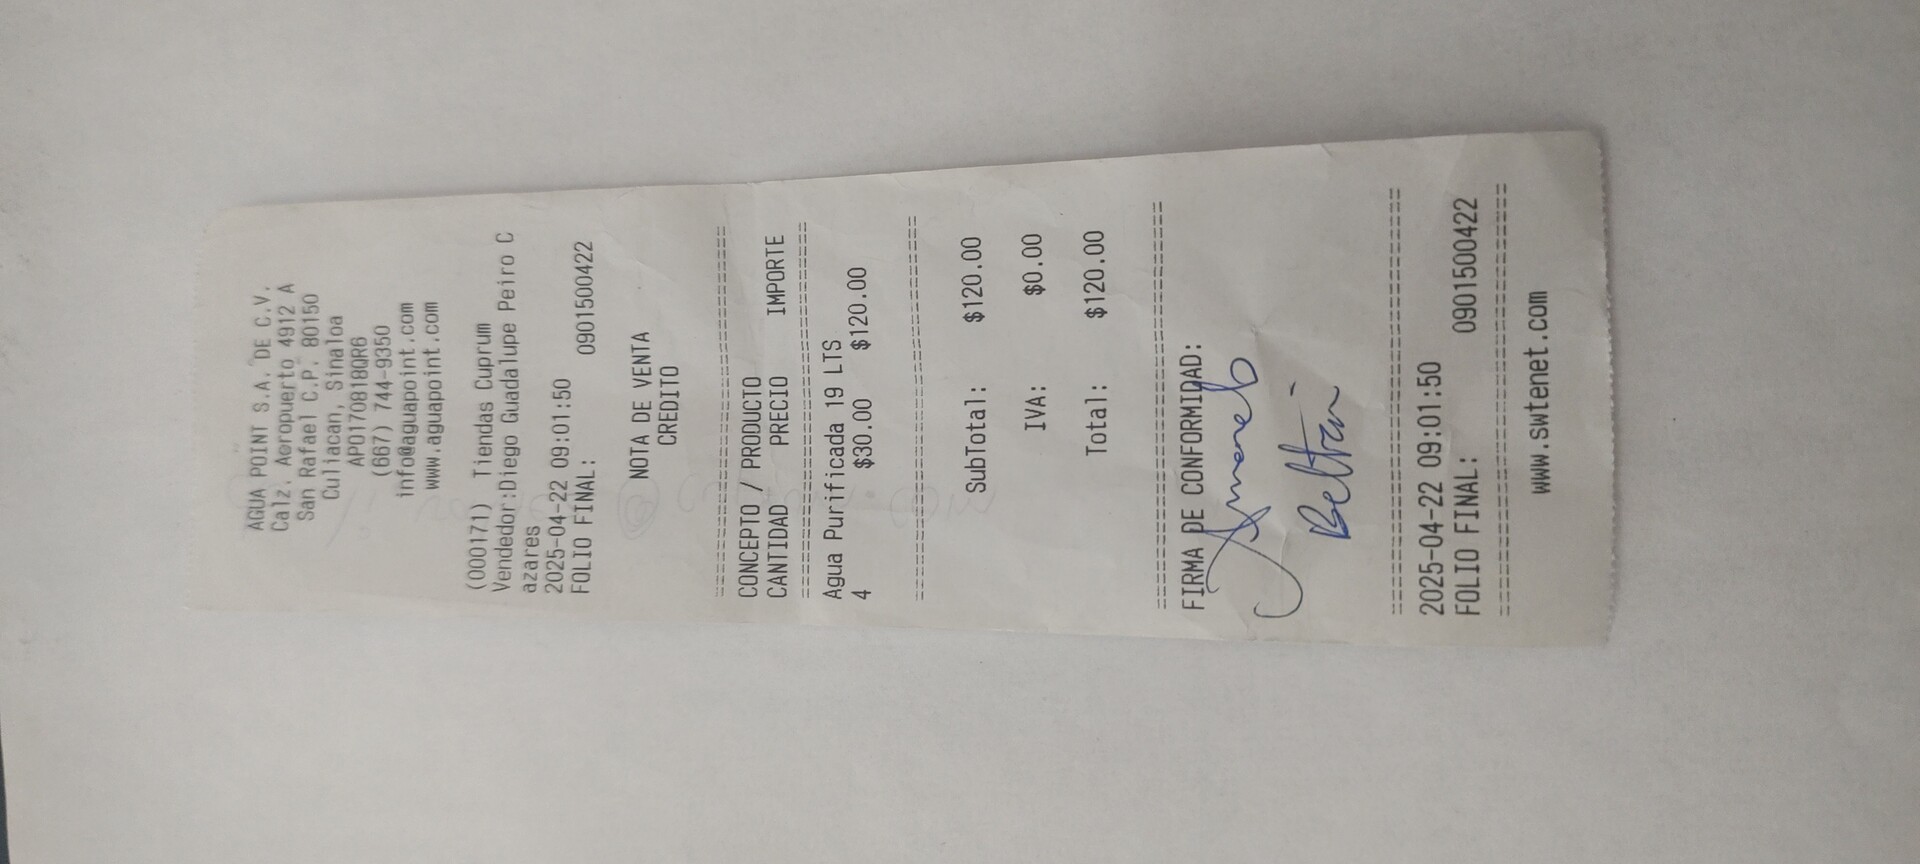 AGUA POINT S.A. DE C.V.
Calz. Aeropuerto 4912 A
San Rafael C.P. 80150
Culiacan, Sinaloa
APO170818QR6
(667) 744-9350
info@aguapoint.com
www.aguapoint.com
(000171) Tiendas Cuprum
Vendedor:Diego Guadalupe Peiro C
azares
2025-04-22 09:01:50
FOLIO FINAL: 0901500422
NOTA DE VENTA
CREDITO
CONCEPTO / PRODUCTO
CANTIDAD PRECIO IMPORTE
Agua Purificada 19 LTS
4 $30.00 $120.00
SubTotal: $120.00
IVA: $0.00
Total: $120.00
FIRMA DE CONFORMIDAD:
Beltran
2025-04-22 09:01:50
FOLIO FINAL: 0901500422
www.swtenet.com